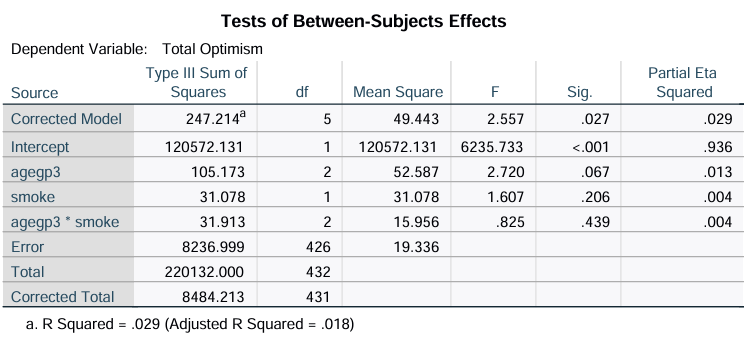 Tests of Between-Subjects Effects
Dependent Variable: Total Optimism
Source Type III Sum of Squares df Mean Square F Sig. Partial Eta Squared
Corrected Model 247.214a 5 49.443 2.557 .027 .029
Intercept 120572.131 1 120572.131 6235.733 <.001 .936
agegp3 105.173 2 52.587 2.720 .067 .013
smoke 31.078 1 31.078 1.607 .206 .004
agegp3 * smoke 31.913 2 15.956 .825 .439 .004
Error 8236.999 426 19.336
Total 220132.000 432
Corrected Total 8484.213 431
a. R Squared = .029 (Adjusted R Squared = .018)